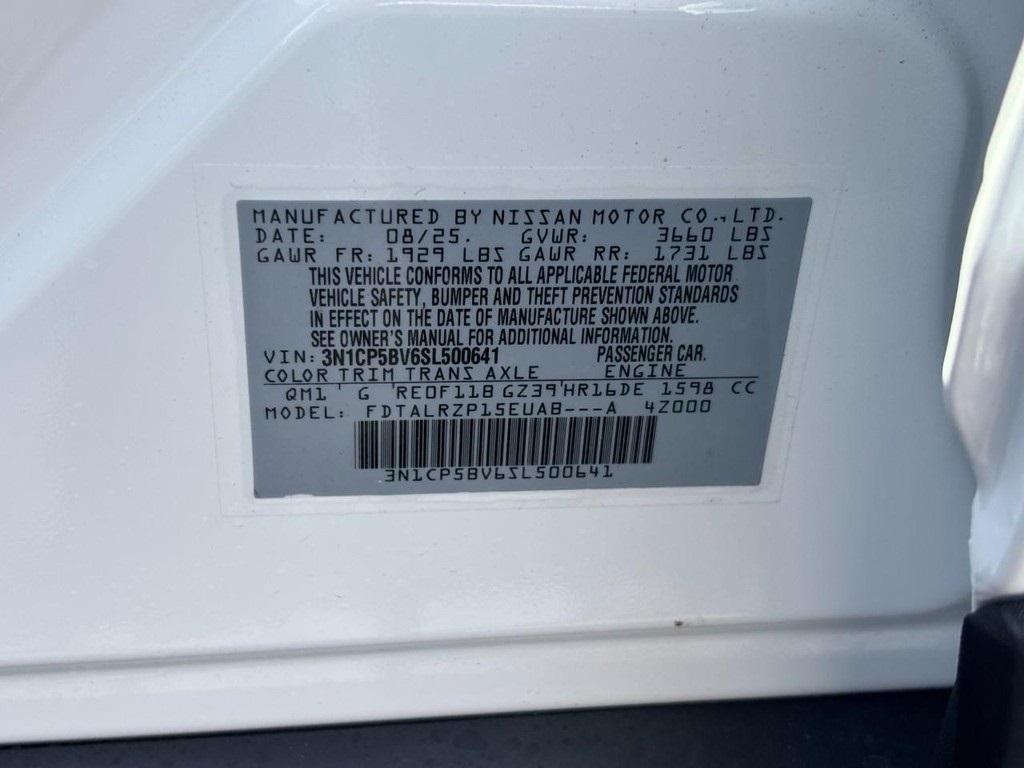 MANUFACTURED BY NISSAN MOTOR CO., LTD.
DATE: 08/25. GVWR: 3660 LBS
GAWR FR: 1929 LBS GAWR RR: 1731 LBS
THIS VEHICLE CONFORMS TO ALL APPLICABLE FEDERAL MOTOR
VEHICLE SAFETY, BUMPER AND THEFT PREVENTION STANDARDS
IN EFFECT ON THE DATE OF MANUFACTURE SHOWN ABOVE.
SEE OWNER'S MANUAL FOR ADDITIONAL INFORMATION.
VIN: 3N1CP5BV6SL500641 PASSENGER CAR.
COLOR TRIM TRANS AXLE ENGINE
QM1 ' G 'RE0F11B GZ39'HR16DE 1598 CC
MODEL: FDTALRZP15EUAB---A 4Z000
3N1CP5BV6SL500641